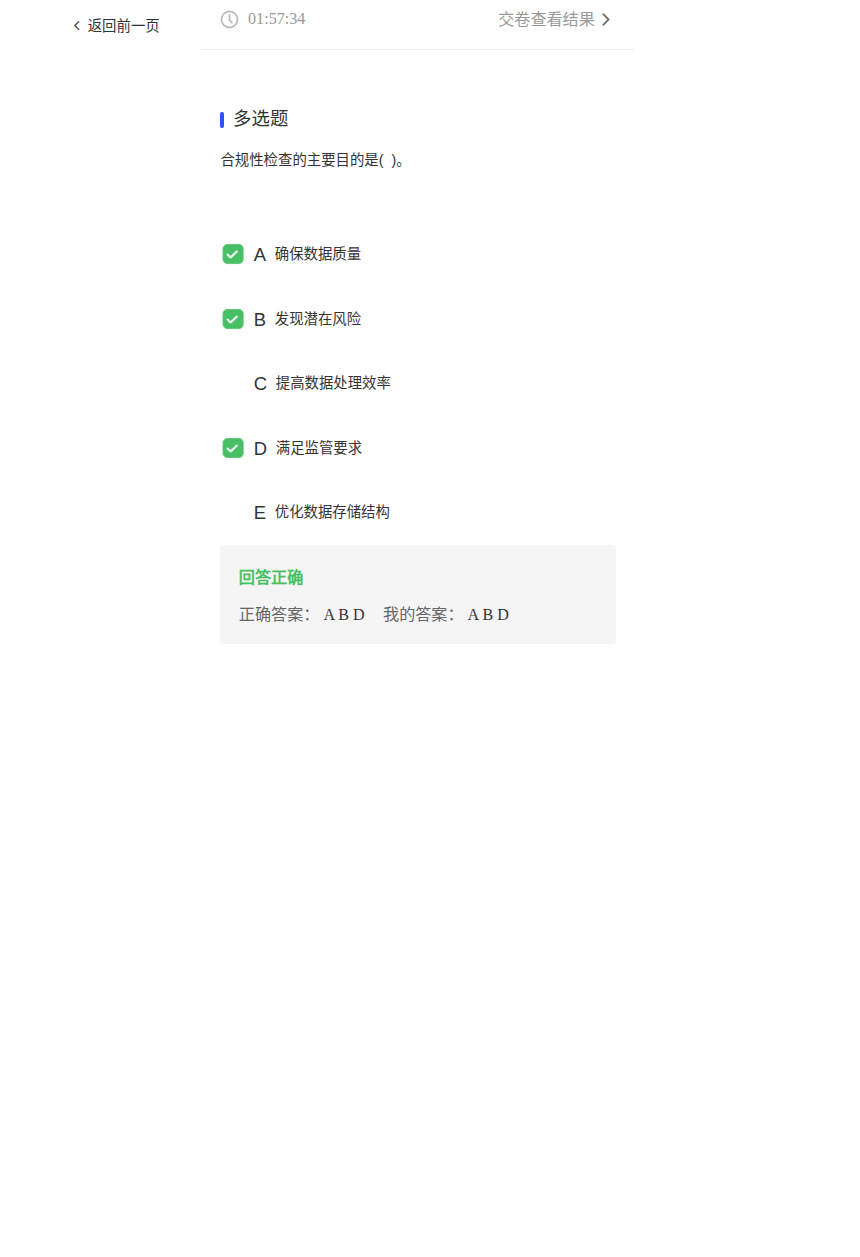 返回前一页
01:57:34 交卷查看结果
多选题
合规性检查的主要目的是( )。
A 确保数据质量
B 发现潜在风险
C 提高数据处理效率
D 满足监管要求
E 优化数据存储结构
回答正确
正确答案： A B D 我的答案： A B D